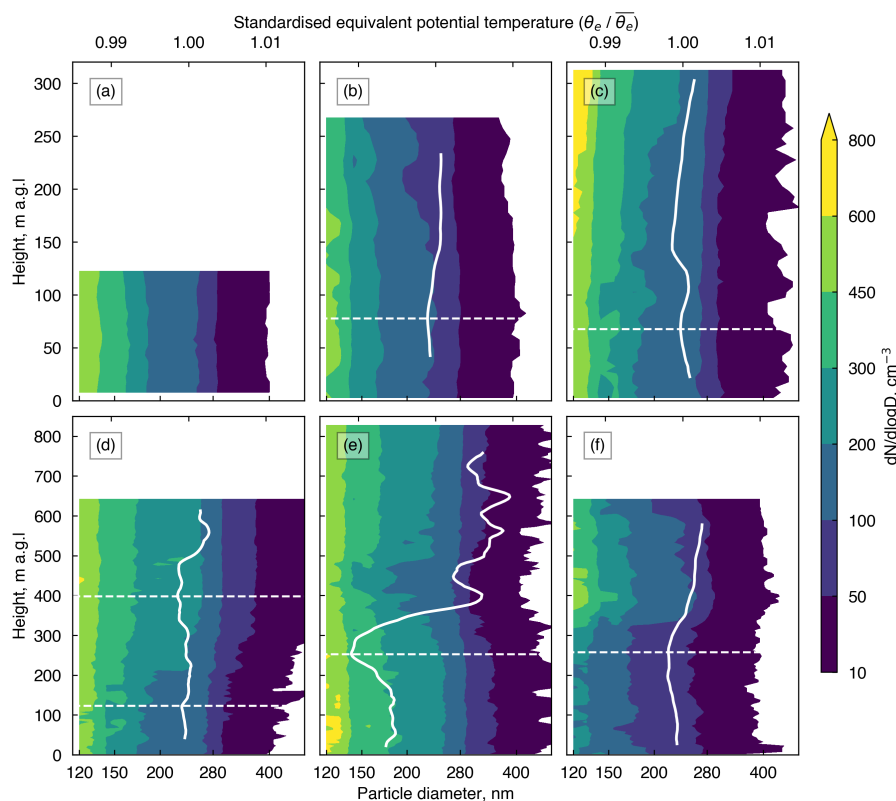 Standardised equivalent potential temperature (θₑ / θₑ̅)
0.99 1.00 1.01 0.99 1.00 1.01
(a) (b) (c)
Height, m a.g.l
300
250
200
150
100
50
0
(d) (e) (f)
Height, m a.g.l
800
700
600
500
400
300
200
100
0
120 150 200 280 400 120 150 200 280 400 120 150 200 280 400
Particle diameter, nm
800
600
450
300
200
100
50
10
dN/dlogD, cm⁻³